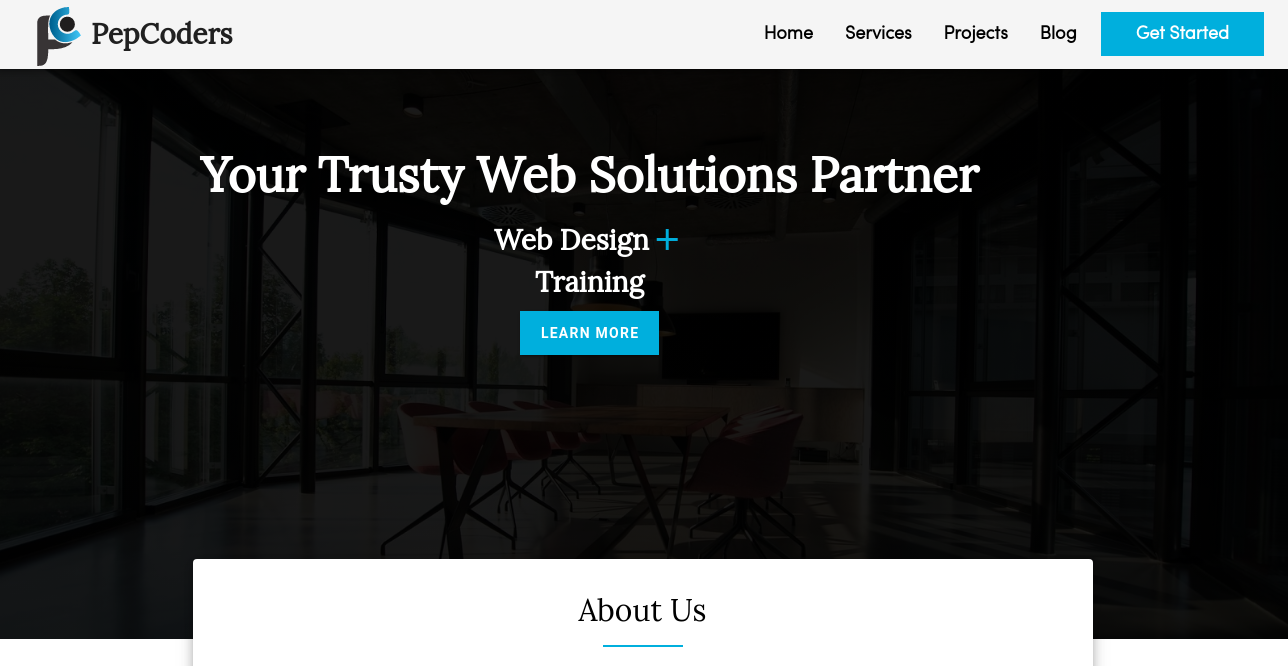 PepCoders
Home Services Projects Blog Get Started
Your Trusty Web Solutions Partner
Web Design +
Training
LEARN MORE
About Us